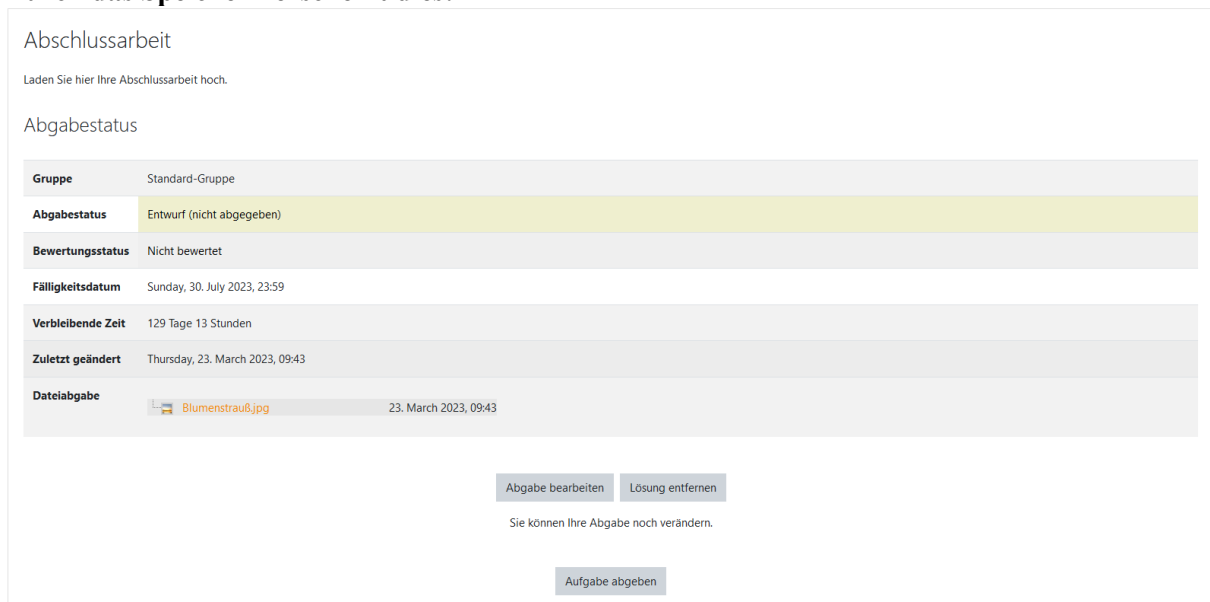 Abschlussarbeit
Laden Sie hier Ihre Abschlussarbeit hoch.
Abgabestatus
Gruppe Standard-Gruppe
Abgabestatus Entwurf (nicht abgegeben)
Bewertungsstatus Nicht bewertet
Fälligkeitsdatum Sunday, 30. July 2023, 23:59
Verbleibende Zeit 129 Tage 13 Stunden
Zuletzt geändert Thursday, 23. March 2023, 09:43
Dateiabgabe
Blumenstrauß.jpg 23. March 2023, 09:43
Abgabe bearbeiten Lösung entfernen
Sie können Ihre Abgabe noch verändern.
Aufgabe abgeben